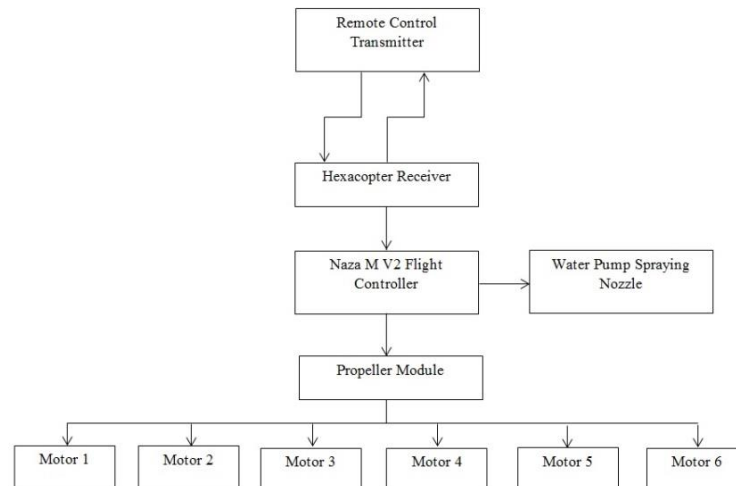 Remote Control
Transmitter
Hexacopter Receiver
Naza M V2 Flight
Controller
Water Pump Spraying
Nozzle
Propeller Module
Motor 1
Motor 2
Motor 3
Motor 4
Motor 5
Motor 6